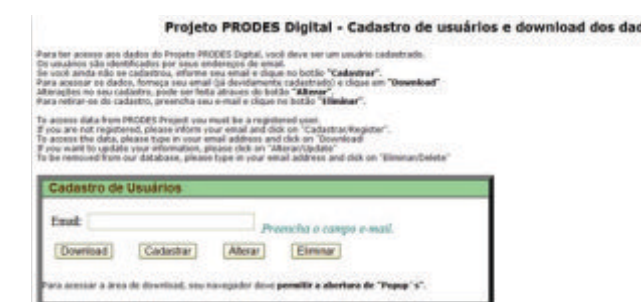 Projeto PRODES Digital - Cadastro de usuários e download dos dad
Para ter acesso aos dados do Projeto PRODES Digital, você deve ser um usuário cadastrado.
Os usuários são identificados por seus endereços de email.
Se você ainda não se cadastrou, informe seu email e clique no botão "Cadastrar".
Para acessar os dados, forneça seu email (já devidamente cadastrado) e clique em "Download"
Alterações no seu cadastro, pode ser feita atraves do botão "Alterar".
Para retirar-se do cadastro, preencha seu e-mail e clique no botão "Eliminar".
To access data from PRODES Project you must be a registered user.
If you are not registered, please inform your email and click on "Cadastrar/Register".
To access the data, please type in your email address and click on "Download!
If you want to update your information, please click on "Alterar/Update"
To be removed from our database, please type in your email address and click on "Eliminar/Delete"
Cadastro de Usuários
Email:
Preencha o campo e-mail.
Download Cadastrar Alterar Eliminar
Para acessar a área de download, seu navegador deve permitir a abertura de "Popup´s".